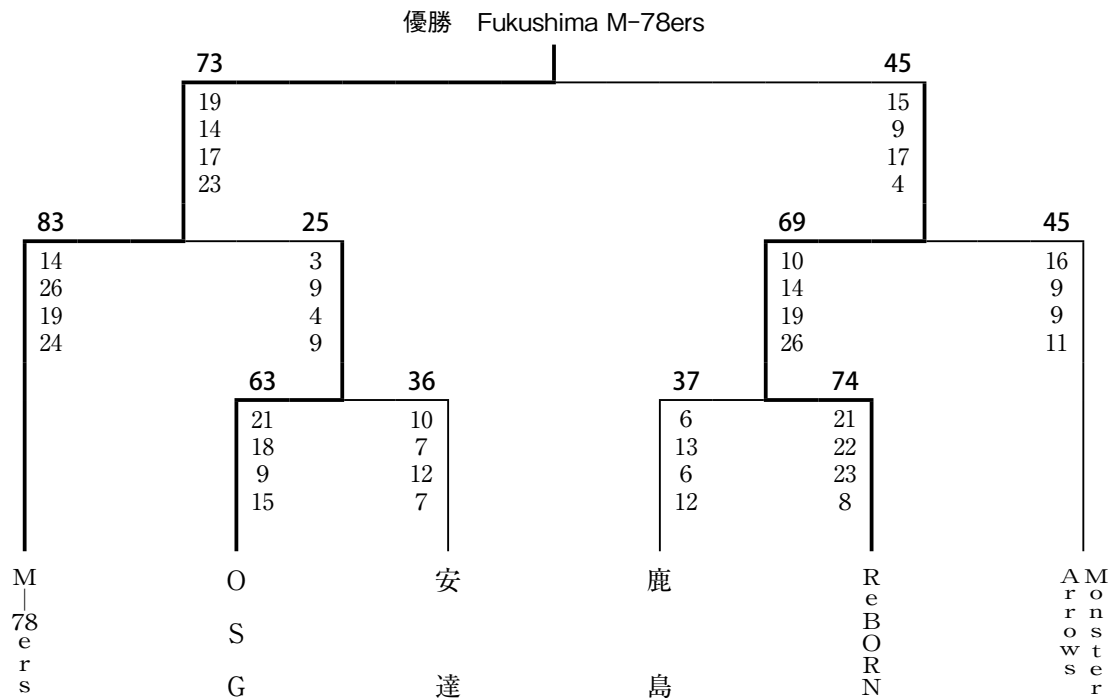 優勝　Fukushima M-78ers
73 45
19 15
14 9
17 17
23 4
83 25 69 45
14 3 10 16
26 9 14 9
19 4 19 9
24 9 26 11
63 36 37 74
21 10 6 21
18 7 13 22
9 12 6 23
15 7 12 8
M-78ers
OSG
安達
鹿島
ReBORN
Monster
Arrows